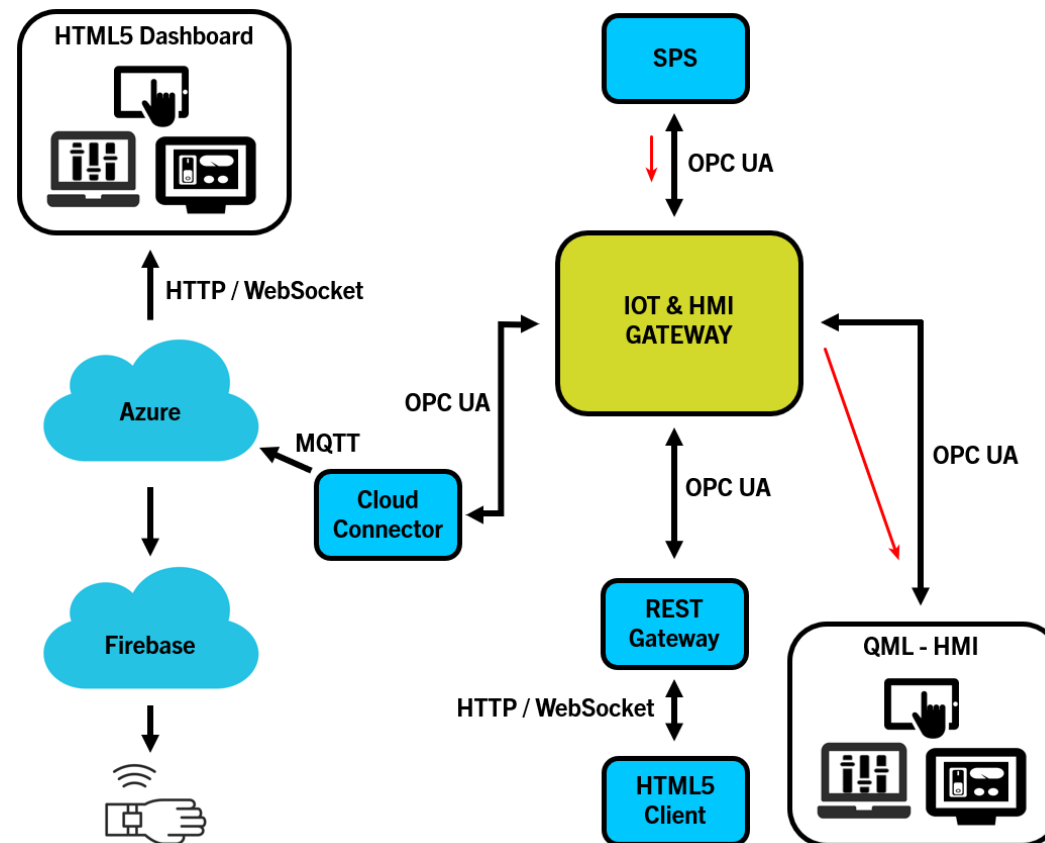 HTML5 Dashboard
SPS
OPC UA
HTTP / WebSocket
IOT & HMI
GATEWAY
Azure
OPC UA
MQTT
Cloud
Connector
OPC UA
OPC UA
Firebase
REST
Gateway
QML - HMI
HTTP / WebSocket
HTML5
Client